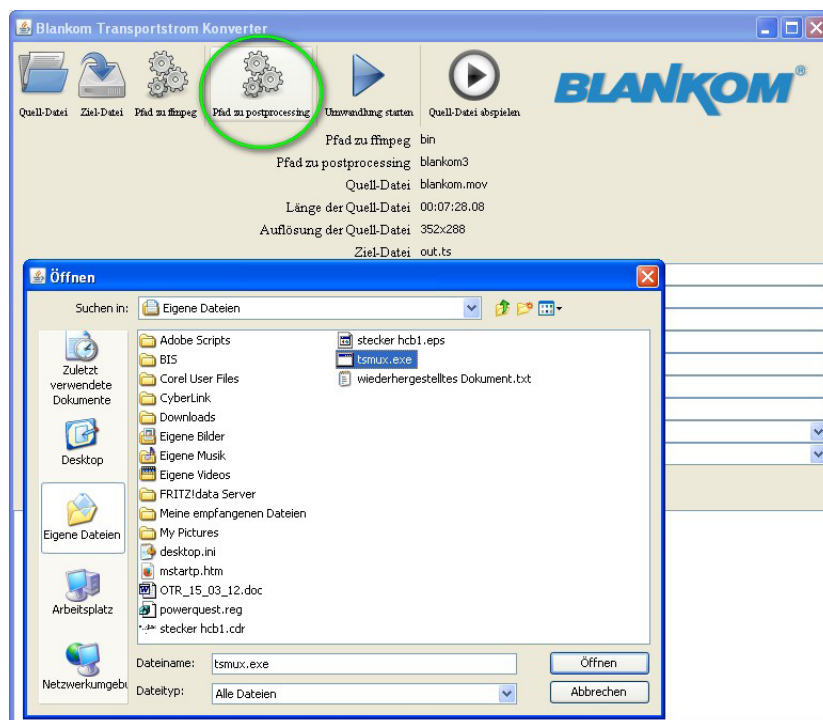 Blankom Transportstrom Konverter
Quell-Datei Ziel-Datei Pfad zu ffmpeg Pfad zu postprocessing Umwandlung starten Quell-Datei abspielen
BLANKOM®
Pfad zu ffmpeg bin
Pfad zu postprocessing blankom3
Quell-Datei blankom.mov
Länge der Quell-Datei 00:07:28.08
Auflösung der Quell-Datei 352x288
Ziel-Datei out.ts
Öffnen
Suchen in: Eigene Dateien
Zuletzt
verwendete
Dokumente
Desktop
Eigene Dateien
Arbeitsplatz
Netzwerkumgebu
Adobe Scripts
BIS
Corel User Files
CyberLink
Downloads
Eigene Bilder
Eigene Musik
Eigene Videos
FRITZ!data Server
Meine empfangenen Dateien
My Pictures
desktop.ini
mstartp.htm
OTR_15_03_12.doc
powerquest.reg
stecker hcb1.cdr
stecker hcb1.eps
tsmux.exe
wiederhergestelltes Dokument.txt
Dateiname: tsmux.exe Öffnen
Dateityp: Alle Dateien Abbrechen